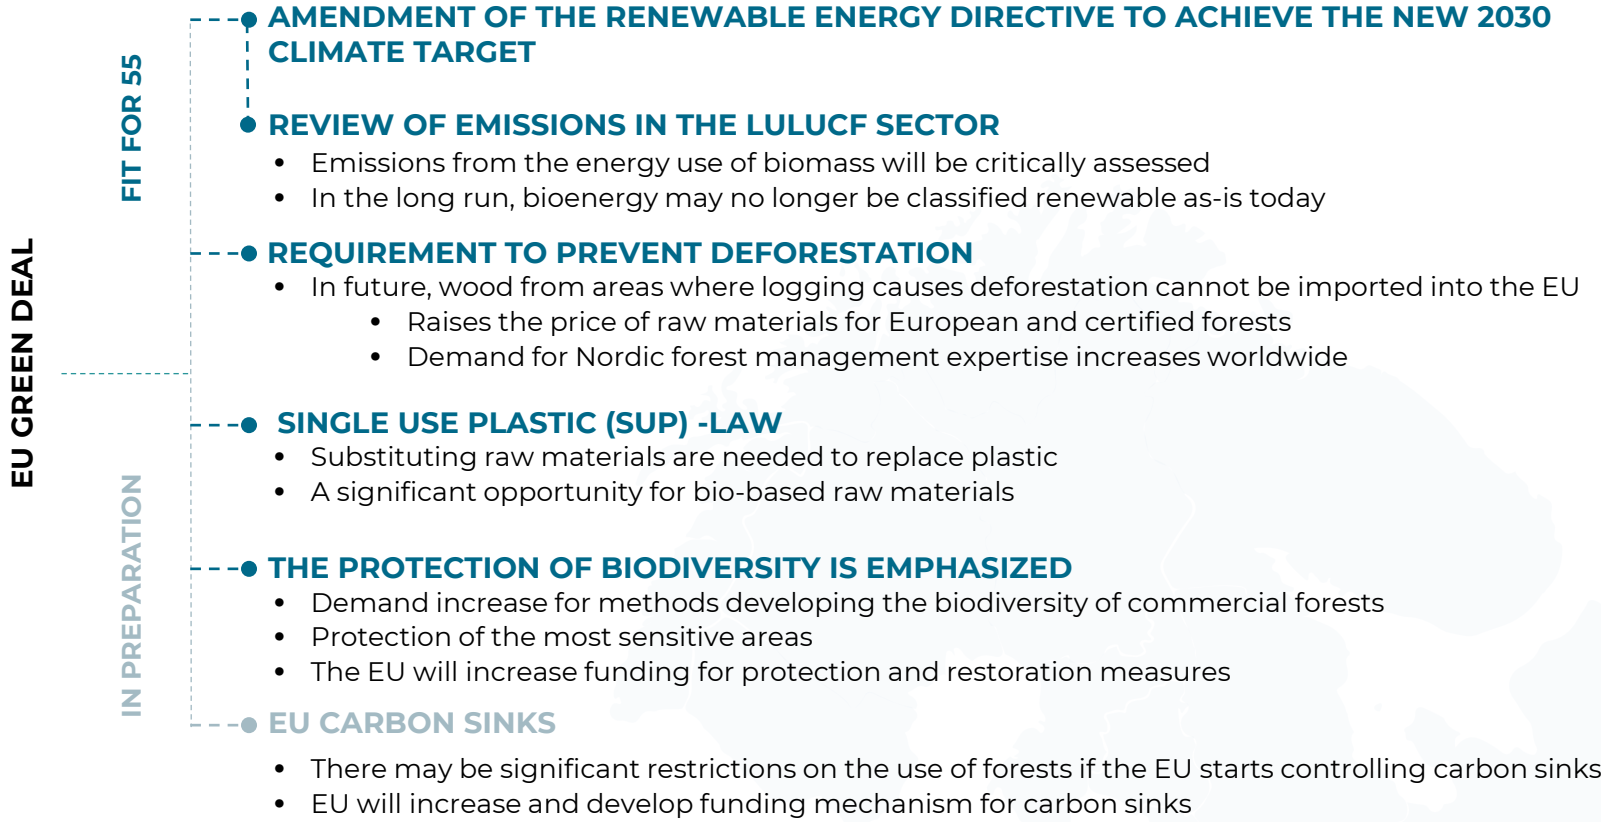 EU GREEN DEAL
FIT FOR 55
AMENDMENT OF THE RENEWABLE ENERGY DIRECTIVE TO ACHIEVE THE NEW 2030
CLIMATE TARGET
REVIEW OF EMISSIONS IN THE LULUCF SECTOR
• Emissions from the energy use of biomass will be critically assessed
• In the long run, bioenergy may no longer be classified renewable as-is today
REQUIREMENT TO PREVENT DEFORESTATION
• In future, wood from areas where logging causes deforestation cannot be imported into the EU
• Raises the price of raw materials for European and certified forests
• Demand for Nordic forest management expertise increases worldwide
SINGLE USE PLASTIC (SUP) -LAW
• Substituting raw materials are needed to replace plastic
• A significant opportunity for bio-based raw materials
IN PREPARATION
THE PROTECTION OF BIODIVERSITY IS EMPHASIZED
• Demand increase for methods developing the biodiversity of commercial forests
• Protection of the most sensitive areas
• The EU will increase funding for protection and restoration measures
EU CARBON SINKS
• There may be significant restrictions on the use of forests if the EU starts controlling carbon sinks
• EU will increase and develop funding mechanism for carbon sinks